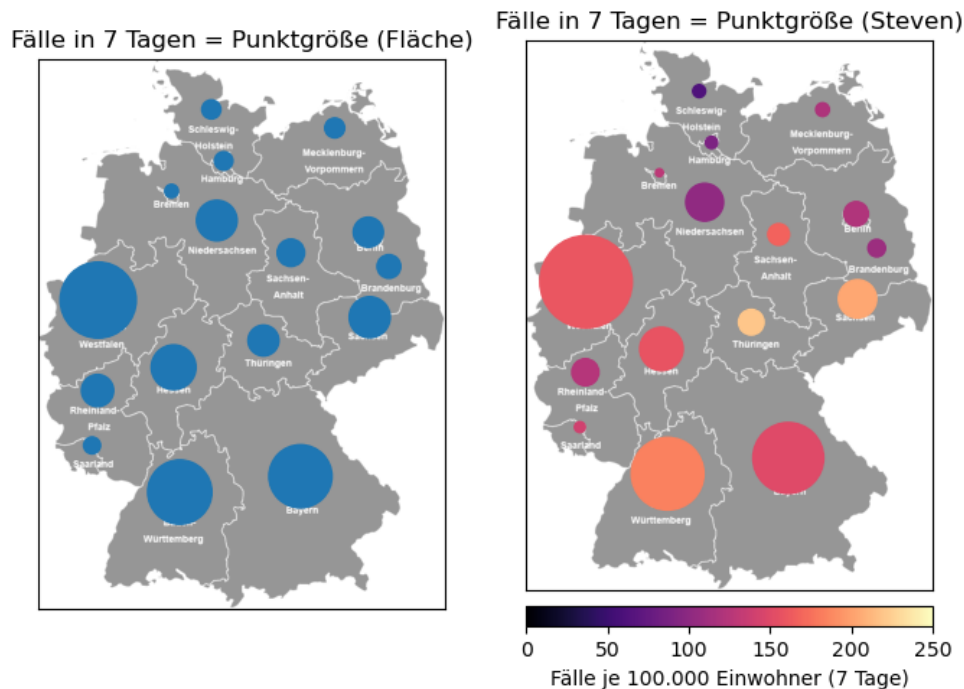 Fälle in 7 Tagen = Punktgröße (Fläche)
Schleswig-
Holstein
Hamburg
Mecklenburg-
Vorpommern
Bremen
Niedersachsen
Berlin
Sachsen-
Anhalt
Brandenburg
Westfalen
Sachsen
Thüringen
Hessen
Rheinland-
Pfalz
Saarland
Bayern
Württemberg
Fälle in 7 Tagen = Punktgröße (Steven)
Schleswig-
Holstein
Hamburg
Mecklenburg-
Vorpommern
Bremen
Niedersachsen
Berlin
Sachsen-
Anhalt
Brandenburg
Sachsen
Thüringen
Hessen
Rheinland-
Pfalz
Saarland
Bayern
Württemberg
0 50 100 150 200 250
Fälle je 100.000 Einwohner (7 Tage)